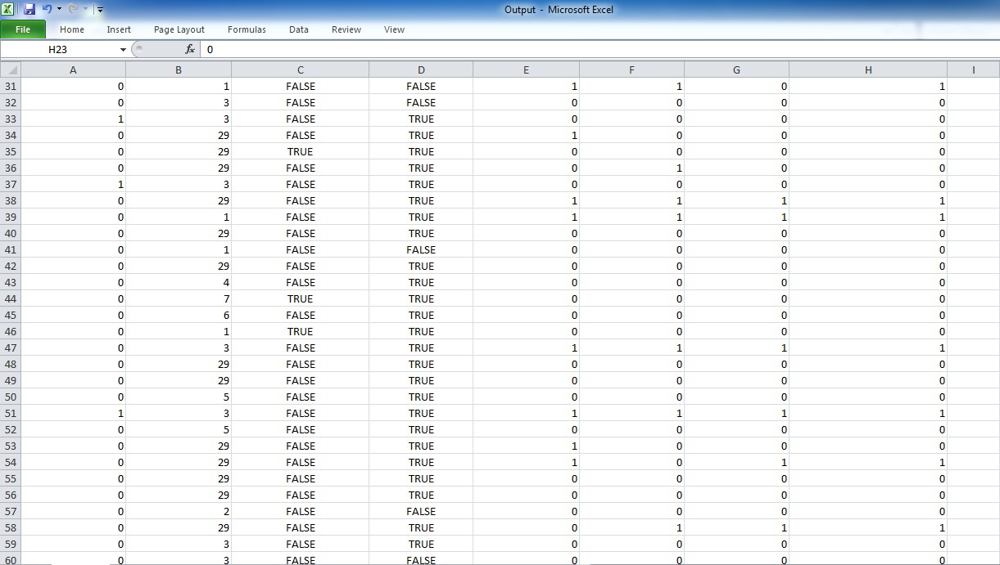 Output - Microsoft Excel
File Home Insert Page Layout Formulas Data Review View
H23 fx 0
A B C D E F G H I
31 0 1 FALSE FALSE 1 1 0 1
32 0 3 FALSE FALSE 0 0 0 0
33 1 3 FALSE TRUE 0 0 0 0
34 0 29 FALSE TRUE 1 0 0 0
35 0 29 TRUE TRUE 0 0 0 0
36 0 29 FALSE TRUE 0 1 0 0
37 1 3 FALSE TRUE 0 0 0 0
38 0 29 FALSE TRUE 1 1 1 1
39 0 1 FALSE TRUE 1 1 1 1
40 0 29 FALSE TRUE 0 0 0 0
41 0 1 FALSE FALSE 0 0 0 0
42 0 29 FALSE TRUE 0 0 0 0
43 0 4 FALSE TRUE 0 0 0 0
44 0 7 TRUE TRUE 0 0 0 0
45 0 6 FALSE TRUE 0 0 0 0
46 0 1 TRUE TRUE 0 0 0 0
47 0 3 FALSE TRUE 1 1 1 1
48 0 29 FALSE TRUE 0 0 0 0
49 0 29 FALSE TRUE 0 0 0 0
50 0 5 FALSE TRUE 0 0 0 0
51 1 3 FALSE TRUE 1 1 1 1
52 0 5 FALSE TRUE 0 0 0 0
53 0 29 FALSE TRUE 1 0 0 0
54 0 29 FALSE TRUE 1 0 1 1
55 0 29 FALSE TRUE 0 0 0 0
56 0 29 FALSE TRUE 0 0 0 0
57 0 2 FALSE FALSE 0 0 0 0
58 0 29 FALSE TRUE 0 1 1 1
59 0 3 FALSE TRUE 0 0 0 0
60 0 3 FALSE FALSE 0 0 0 0